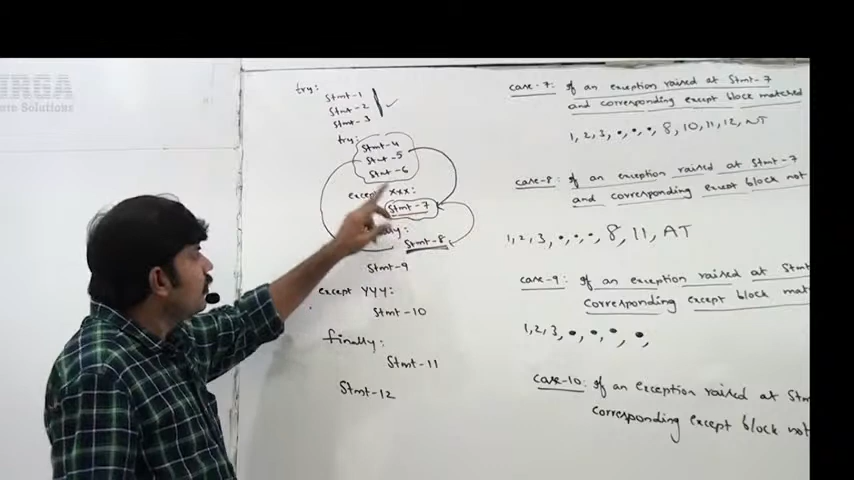 URGA
are Solutions
try:
stmt-1
stmt-2
stmt-3
try:
stmt-4
stmt-5
stmt-6
except xxx:
stmt-7
stmt-8
stmt-9
except YYY:
stmt-10
finally:
stmt-11
stmt-12
case-7: If an exception raised at stmt-7
and corresponding except block matched
1, 2, 3, •, •, •, 8, 10, 11, 12, NT
case-8 If an exception raised at stmt-7
and corresponding except block not
1, 2, 3, •, •, •, 8, 11, AT
case-9: If an exception raised at stmt
corresponding except block mat
1, 2, 3, •, •, •, •,
case-10: If an exception raised at stm
corresponding except block not